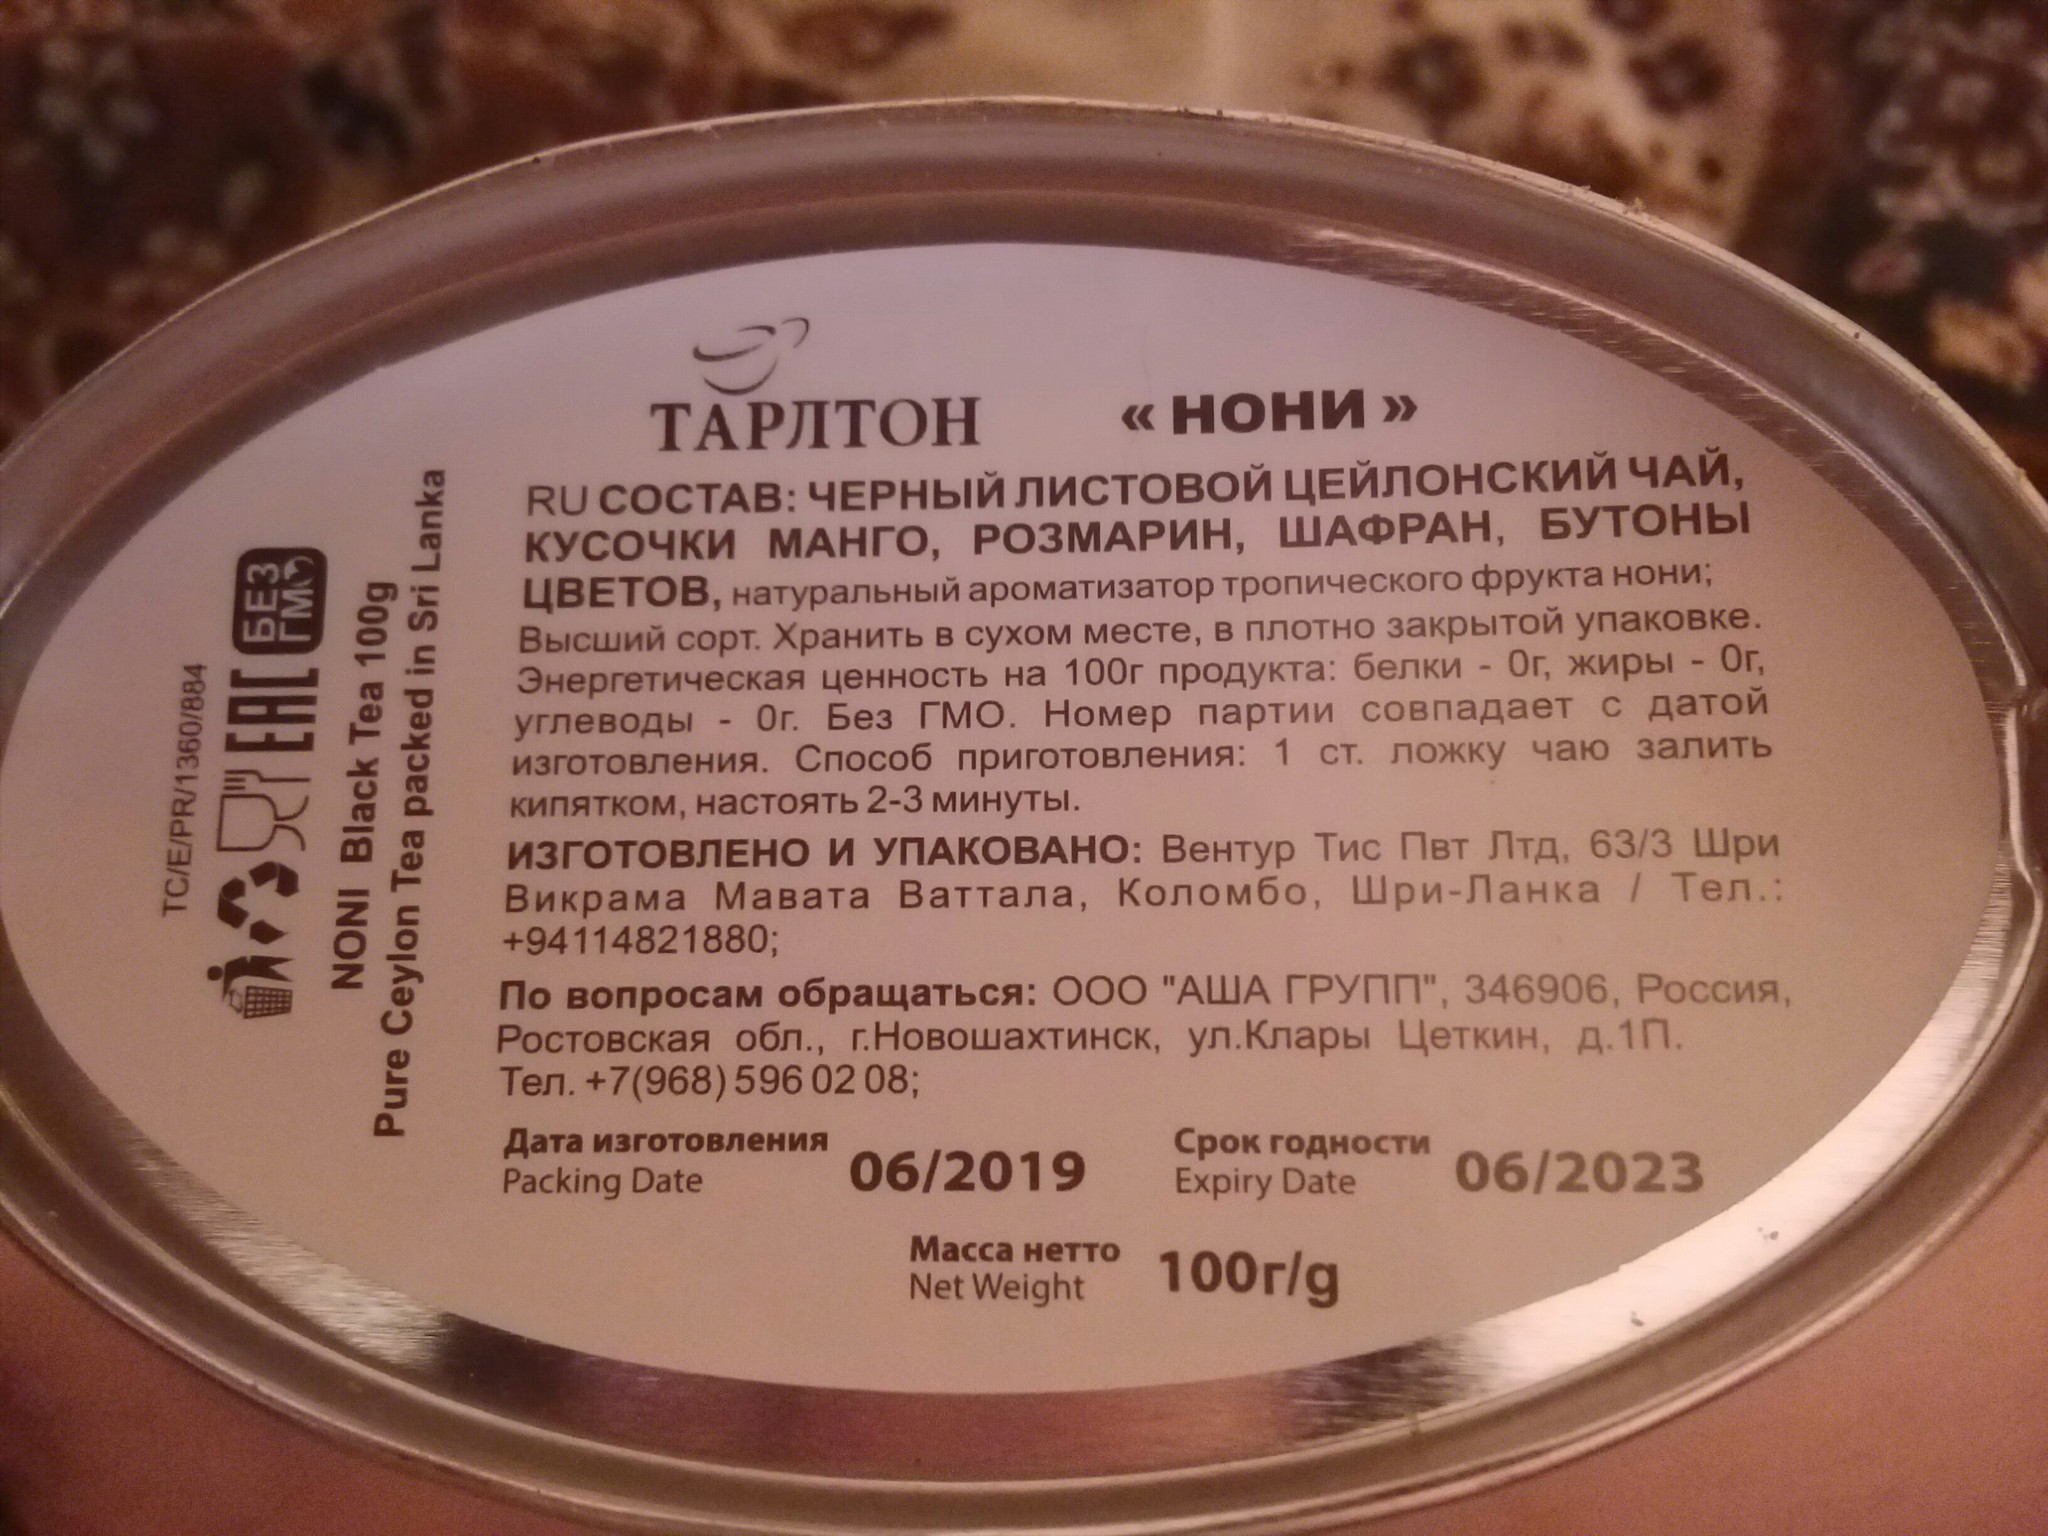 ТАРЛТОН « НОНИ »
RU СОСТАВ: ЧЕРНЫЙ ЛИСТОВОЙ ЦЕЙЛОНСКИЙ ЧАЙ,
КУСОЧКИ МАНГО, РОЗМАРИН, ШАФРАН, БУТОНЫ
ЦВЕТОВ, натуральный ароматизатор тропического фрукта нони;
Высший сорт. Хранить в сухом месте, в плотно закрытой упаковке.
Энергетическая ценность на 100г продукта: белки - 0г, жиры - 0г,
углеводы - 0г. Без ГМО. Номер партии совпадает с датой
изготовления. Способ приготовления: 1 ст. ложку чаю залить
кипятком, настоять 2-3 минуты.
ИЗГОТОВЛЕНО И УПАКОВАНО: Вентур Тис Пвт Лтд, 63/3 Шри
Викрама Мавата Ваттала, Коломбо, Шри-Ланка / Тел.:
+94114821880;
По вопросам обращаться: ООО "АША ГРУПП", 346906, Россия,
Ростовская обл., г.Новошахтинск, ул.Клары Цеткин, д.1П.
Тел. +7(968) 596 02 08;
Дата изготовления
Packing Date
06/2019
Срок годности
Expiry Date
06/2023
Масса нетто
Net Weight
100г/g
TC/E/PR/1360/884
EAC
БЕЗ
ГМО
NONI Black Tea 100g
Pure Ceylon Tea packed in Sri Lanka